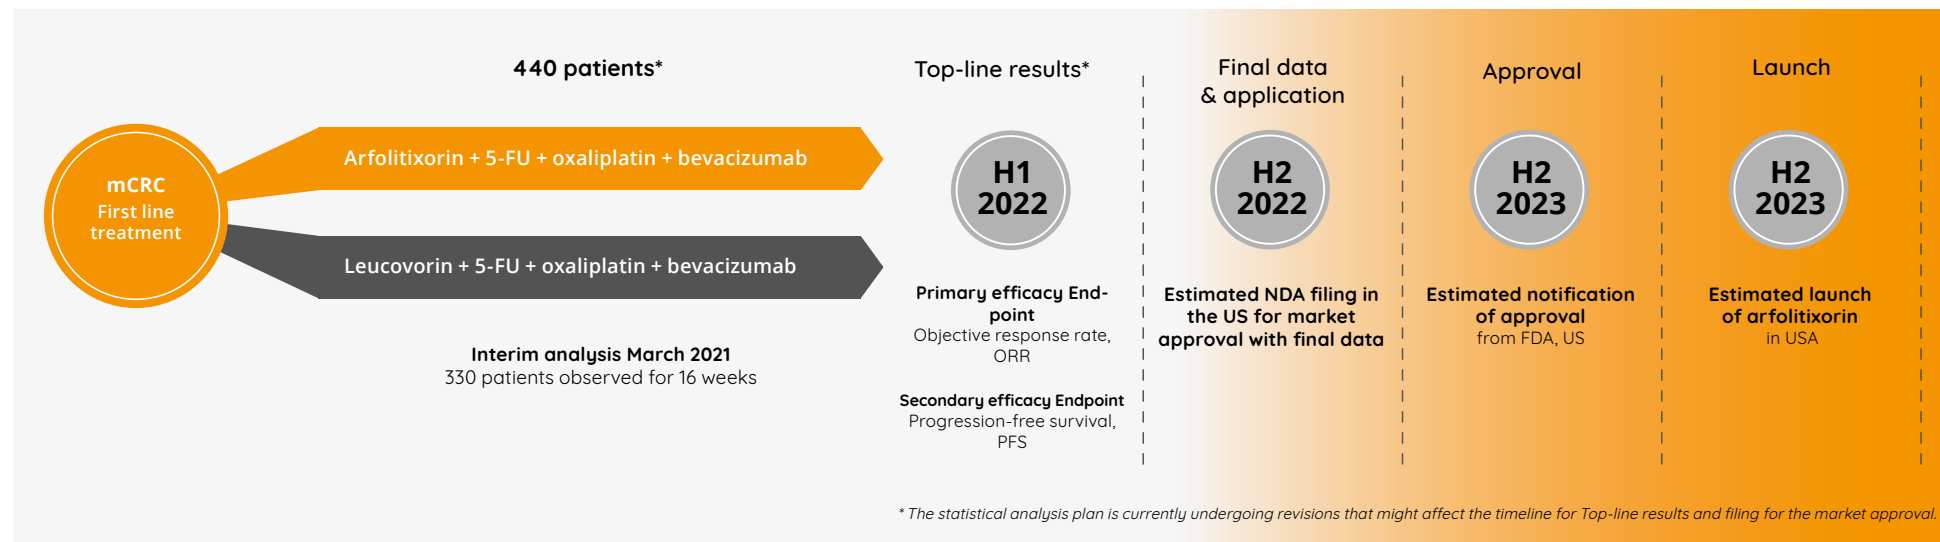 440 patients*
mCRC
First line
treatment
Arfolitixorin + 5-FU + oxaliplatin + bevacizumab
Leucovorin + 5-FU + oxaliplatin + bevacizumab
Interim analysis March 2021
330 patients observed for 16 weeks
Top-line results*
H1
2022
Primary efficacy End-
point
Objective response rate,
ORR
Secondary efficacy Endpoint
Progression-free survival,
PFS
Final data
& application
H2
2022
Estimated NDA filing in
the US for market
approval with final data
Approval
H2
2023
Estimated notification
of approval
from FDA, US
Launch
H2
2023
Estimated launch
of arfolitixorin
in USA
* The statistical analysis plan is currently undergoing revisions that might affect the timeline for Top-line results and filing for the market approval.